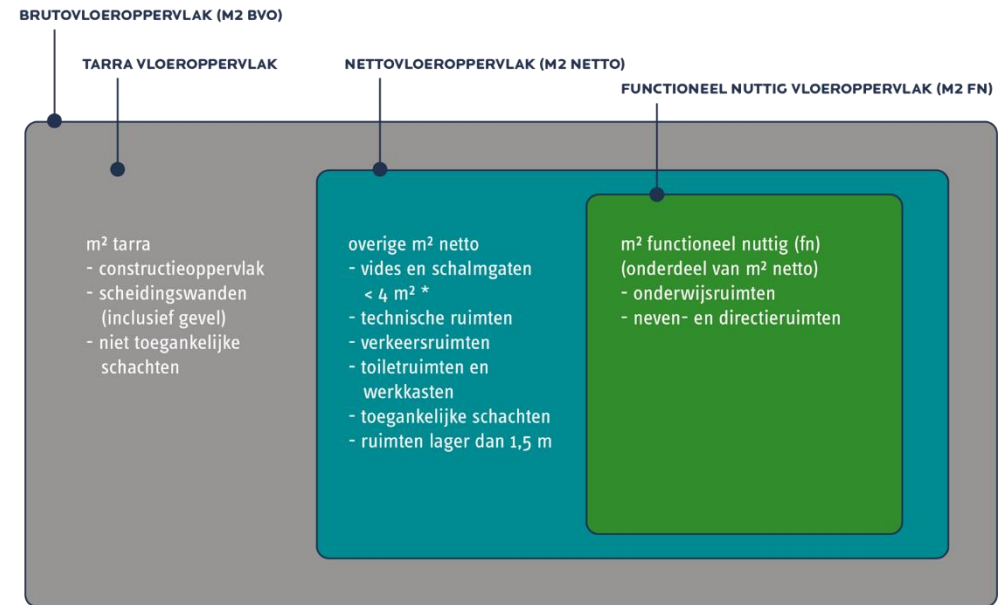 BRUTOVLOEROPPERVLAK (M2 BVO)
TARRA VLOEROPPERVLAK
NETTOVLOEROPPERVLAK (M2 NETTO)
FUNCTIONEEL NUTTIG VLOEROPPERVLAK (M2 FN)
m² tarra
- constructieoppervlak
- scheidingswanden
(inclusief gevel)
- niet toegankelijke
schachten
overige m² netto
- vides en schalmgaten
< 4 m² *
- technische ruimten
- verkeersruimten
- toiletruimten en
werkkasten
- toegankelijke schachten
- ruimten lager dan 1,5 m
m² functioneel nuttig (fn)
(onderdeel van m² netto)
- onderwijsruimten
- neven- en directieruimten